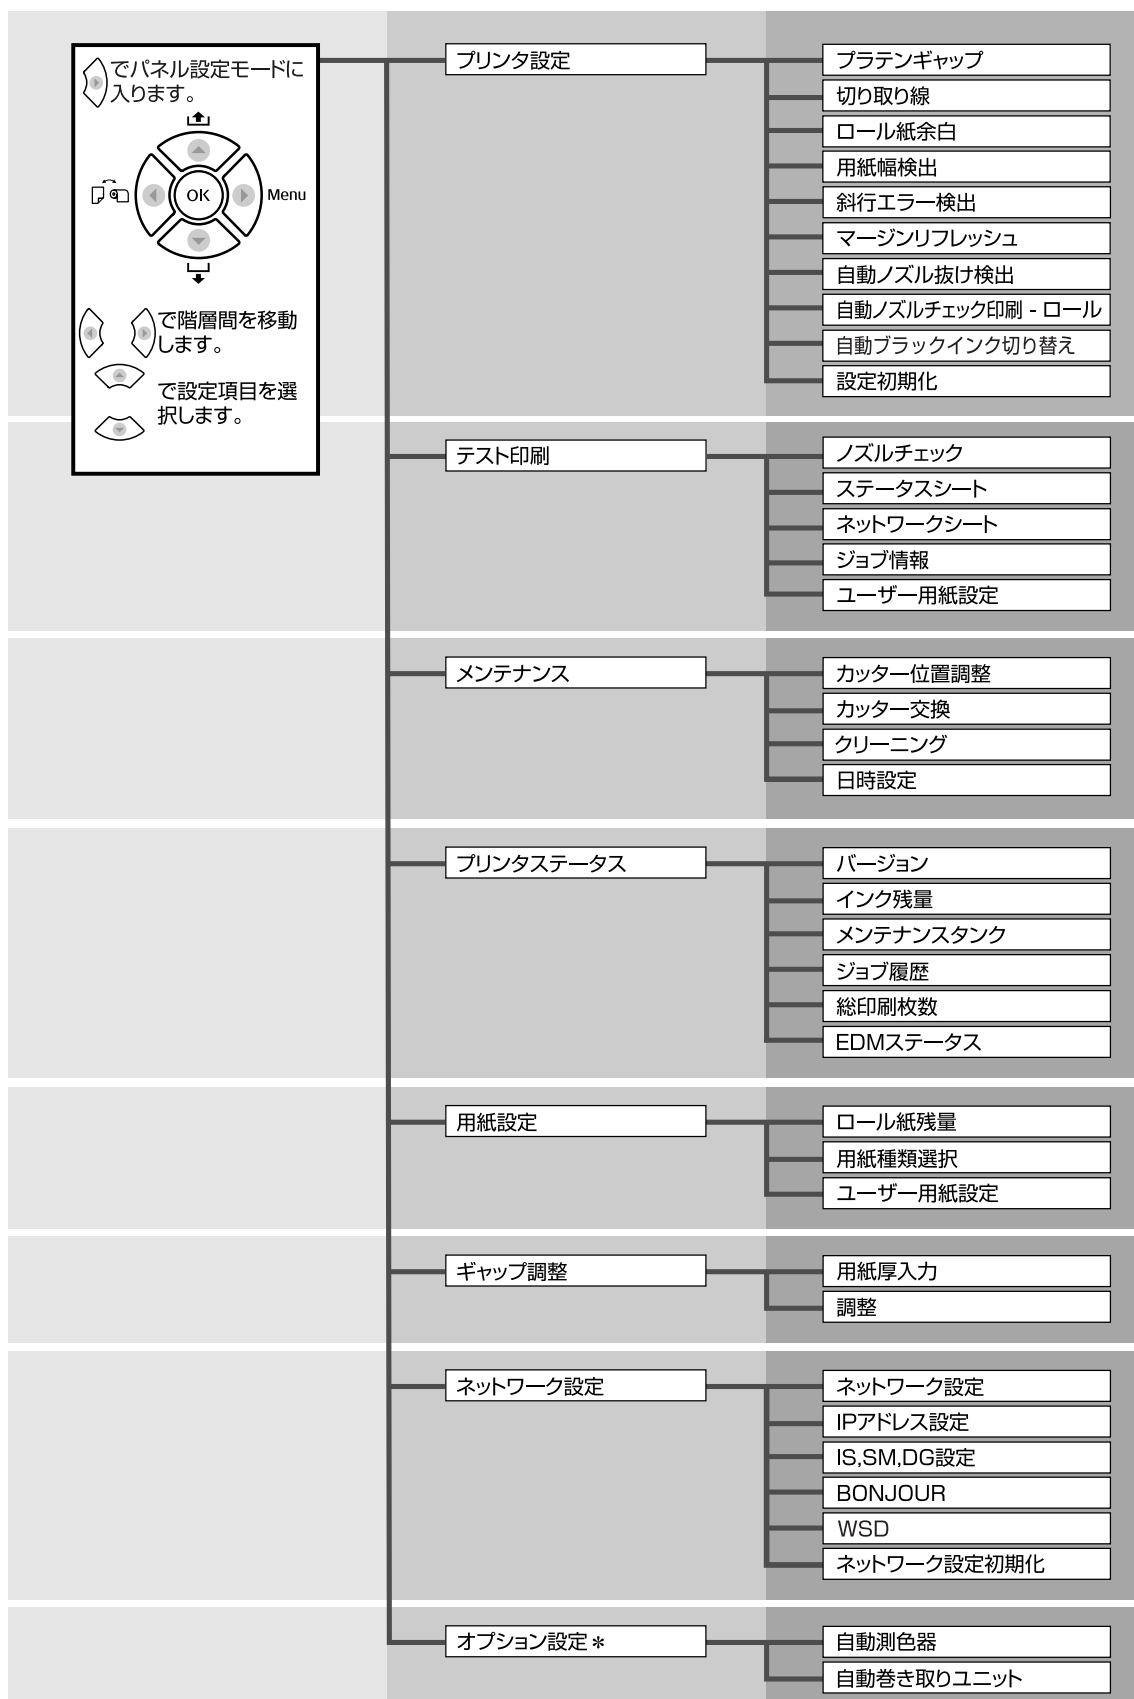 でパネル設定モードに
入ります。
OK
Menu
で階層間を移動
します。
で設定項目を選
択します。
プリンタ設定
プラテンギャップ
切り取り線
ロール紙余白
用紙幅検出
斜行エラー検出
マージンリフレッシュ
自動ノズル抜け検出
自動ノズルチェック印刷 - ロール
自動ブラックインク切り替え
設定初期化
テスト印刷
ノズルチェック
ステータスシート
ネットワークシート
ジョブ情報
ユーザー用紙設定
メンテナンス
カッター位置調整
カッター交換
クリーニング
日時設定
プリンタステータス
バージョン
インク残量
メンテナンスタンク
ジョブ履歴
総印刷枚数
EDMステータス
用紙設定
ロール紙残量
用紙種類選択
ユーザー用紙設定
ギャップ調整
用紙厚入力
調整
ネットワーク設定
ネットワーク設定
IPアドレス設定
IS,SM,DG設定
BONJOUR
WSD
ネットワーク設定初期化
オプション設定＊
自動測色器
自動巻き取りユニット